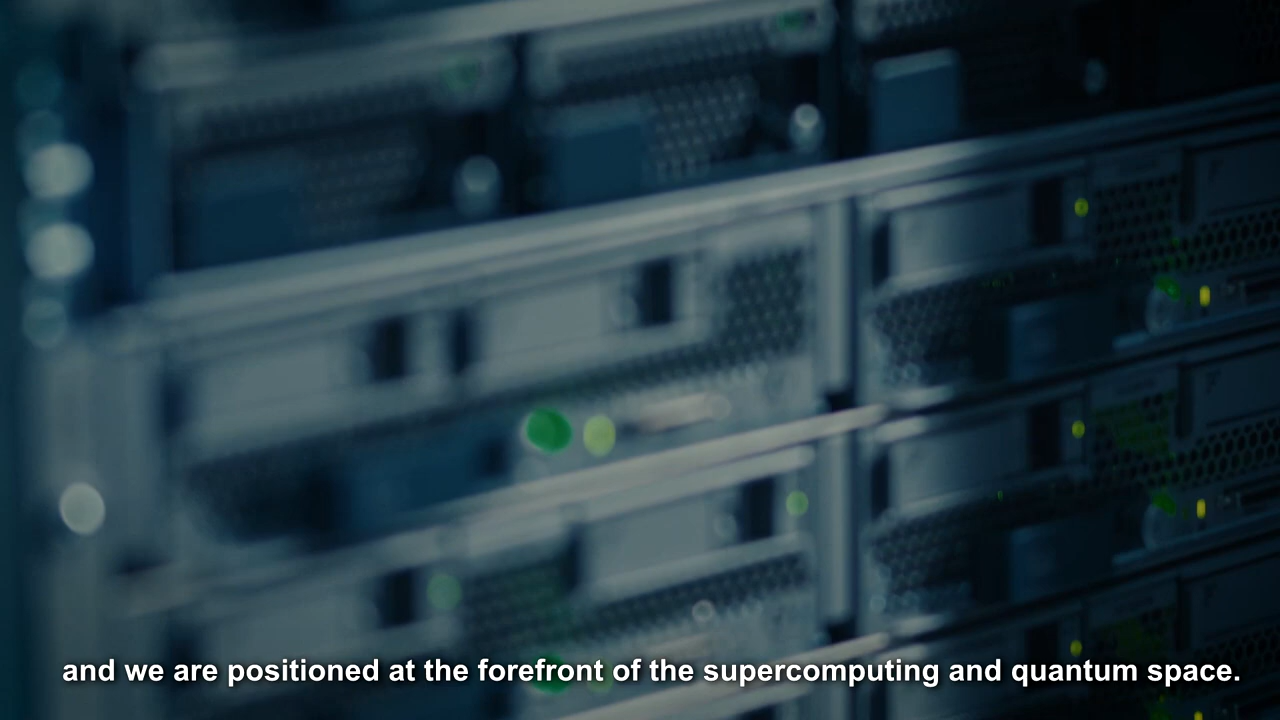 and we are positioned at the forefront of the supercomputing and quantum space.